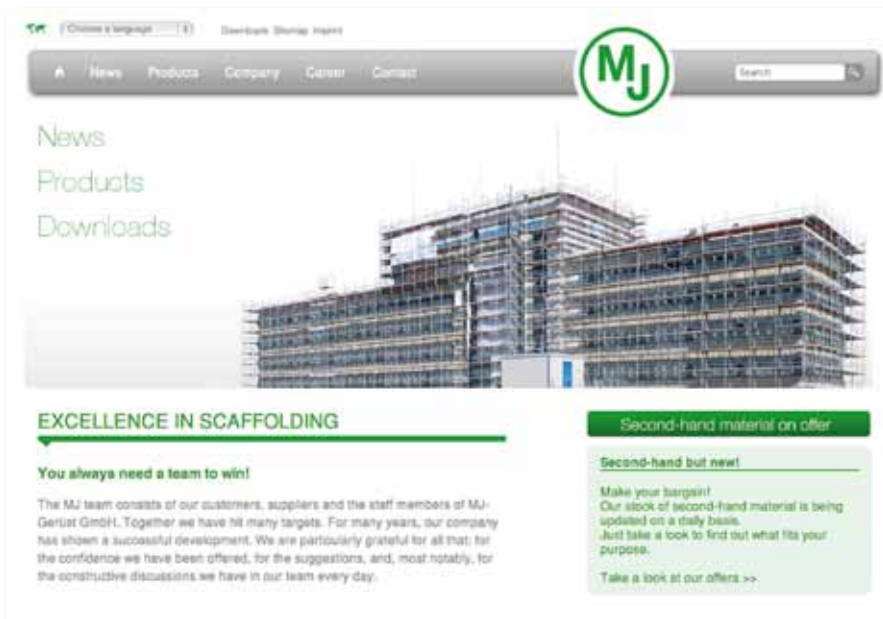 Choose a language
Downloads Sitemap Imprint
News Products Company Career Contact
MJ
Search
News
Products
Downloads
EXCELLENCE IN SCAFFOLDING
You always need a team to win!
The MJ team consists of our customers, suppliers and the staff members of MJ-
Gerüst GmbH. Together we have hit many targets. For many years, our company
has shown a successful development. We are particularly grateful for all that: for
the confidence we have been offered, for the suggestions, and, most notably, for
the constructive discussions we have in our team every day.
Second-hand material on offer
Second-hand but new!
Make your bargain!
Our stock of second-hand material is being
updated on a daily basis.
Just take a look to find out what fits your
purpose.
Take a look at our offers >>